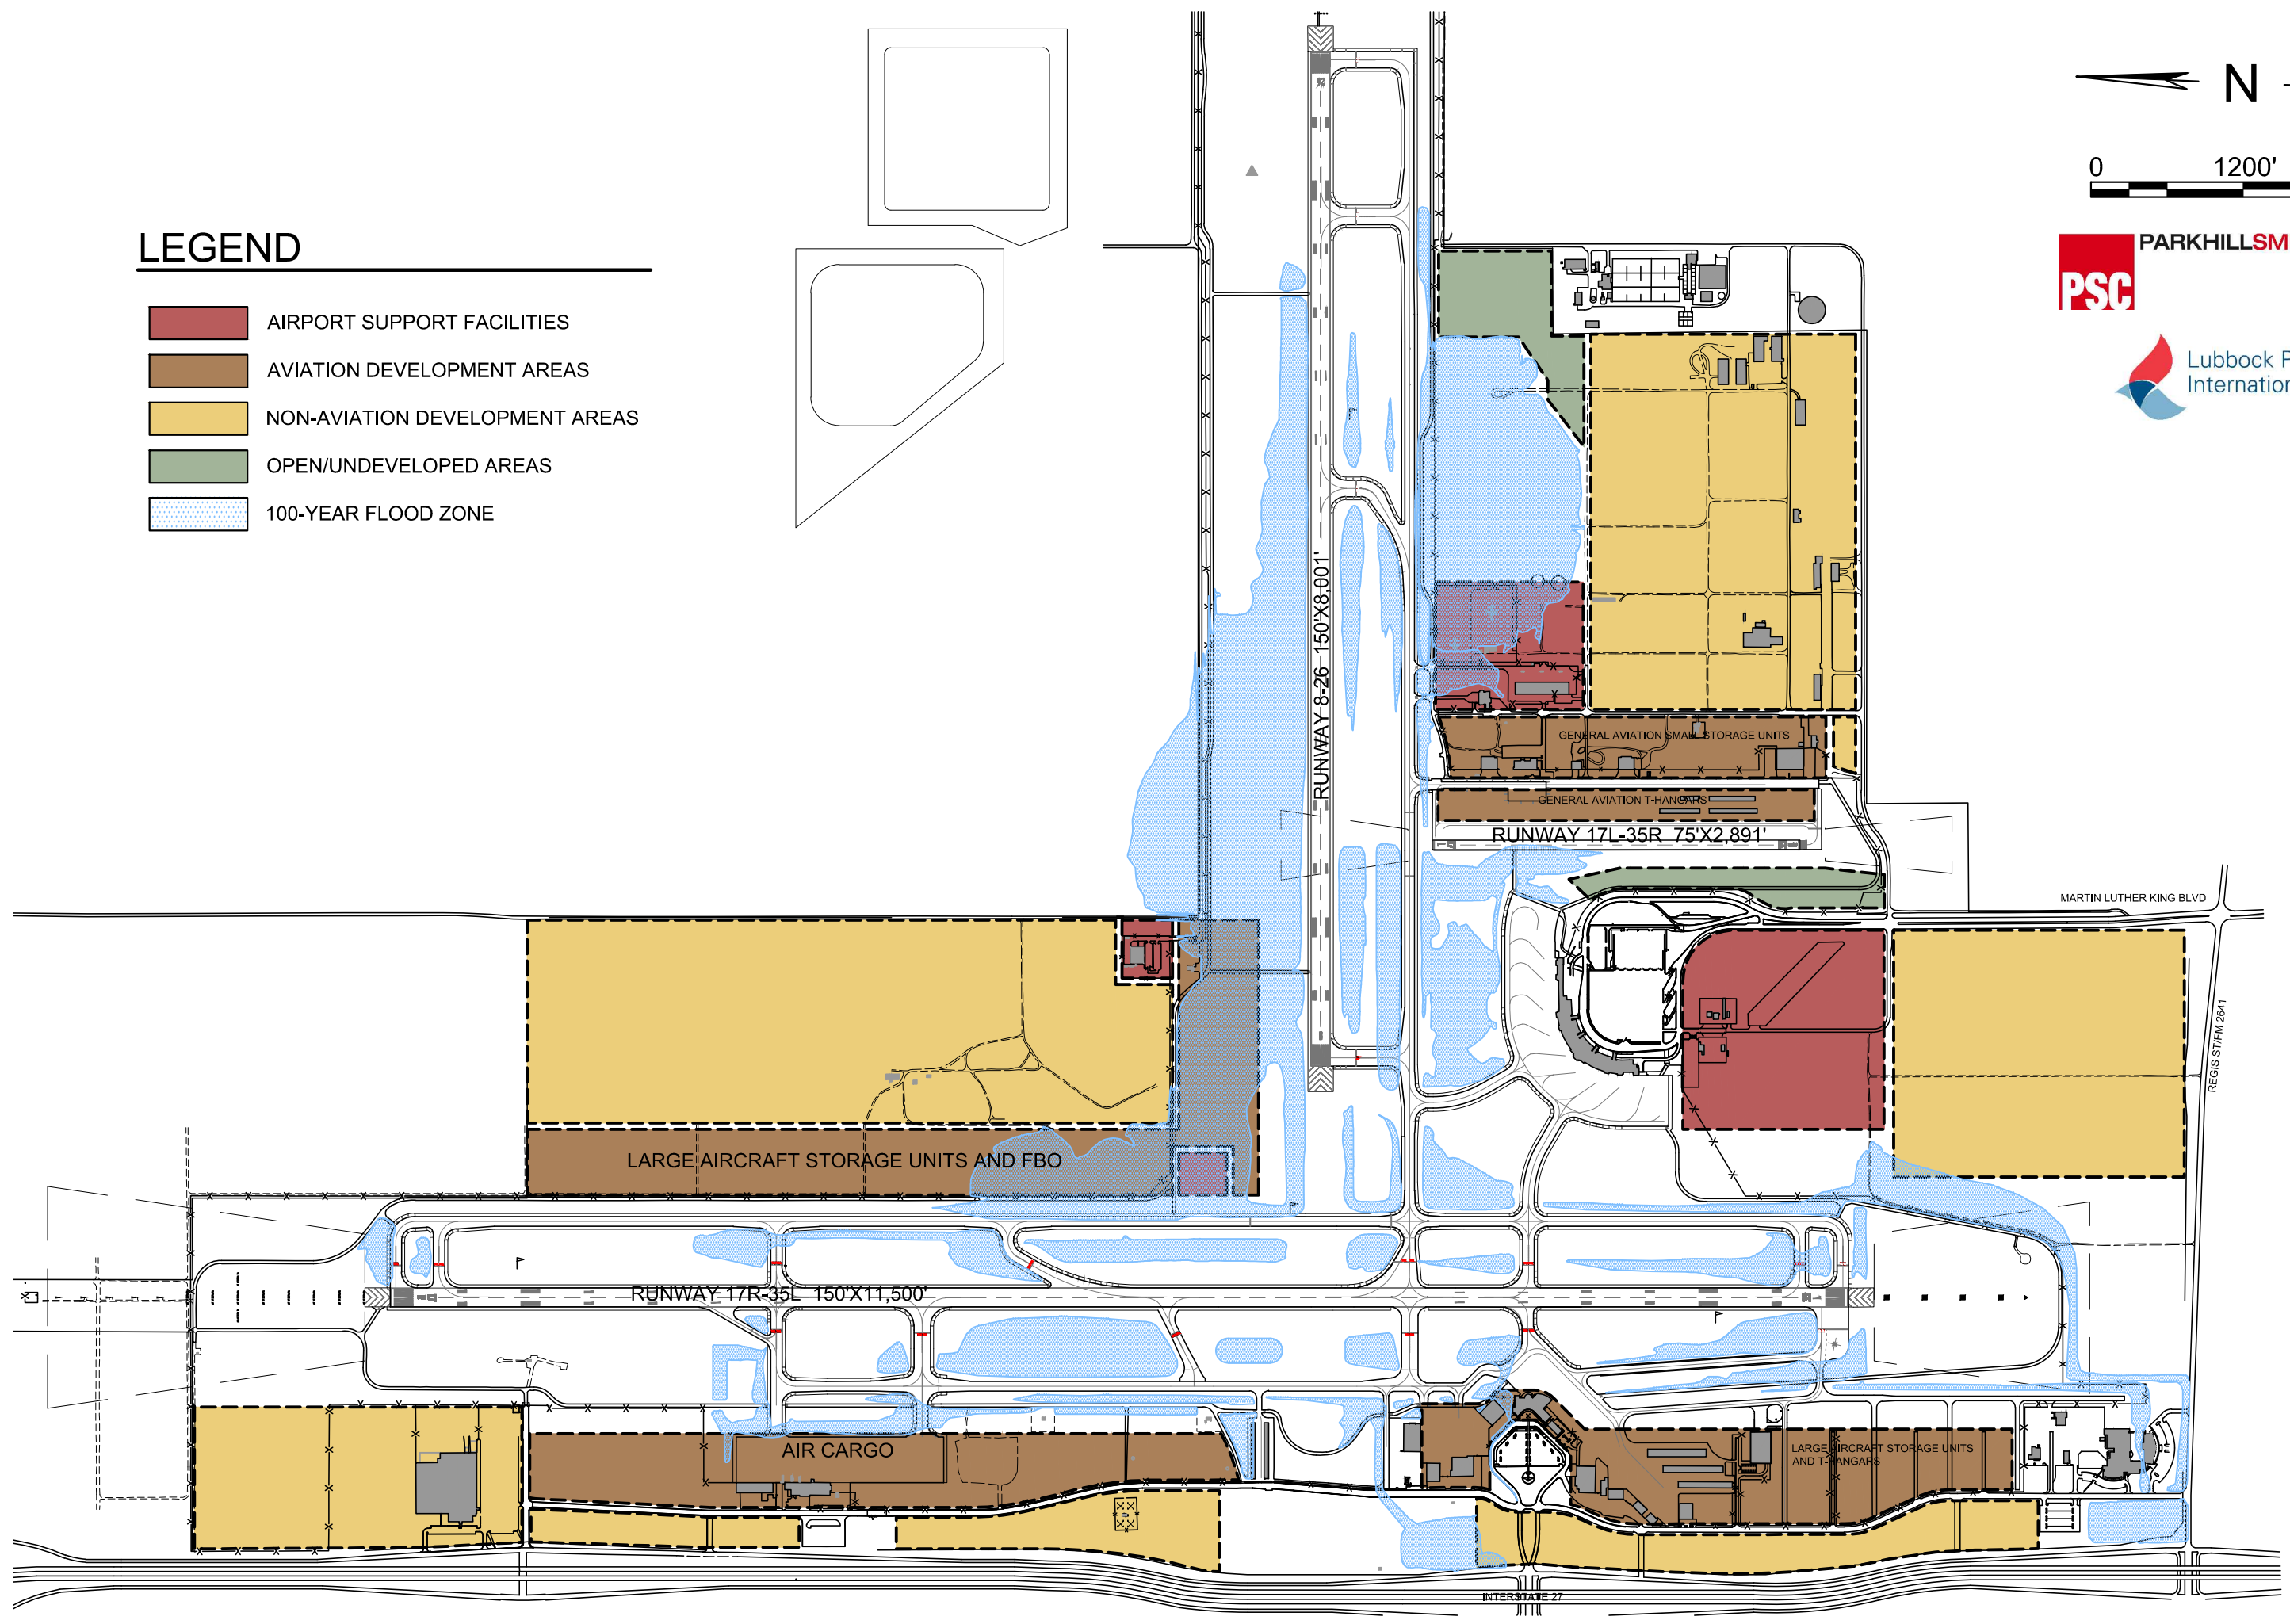 N
0 1200'
PARKHILLSM
PSC
Lubbock P
Internation
LEGEND
AIRPORT SUPPORT FACILITIES
AVIATION DEVELOPMENT AREAS
NON-AVIATION DEVELOPMENT AREAS
OPEN/UNDEVELOPED AREAS
100-YEAR FLOOD ZONE
RUNWAY 8-26 150'X8,001'
GENERAL AVIATION SMALL STORAGE UNITS
GENERAL AVIATION T-HANGARS
RUNWAY 17L-35R 75'X2,891'
MARTIN LUTHER KING BLVD
REGIS ST/FM 2641
LARGE AIRCRAFT STORAGE UNITS AND FBO
RUNWAY 17R-35L 150'X11,500'
AIR CARGO
LARGE AIRCRAFT STORAGE UNITS
AND T-HANGARS
INTERSTATE 27